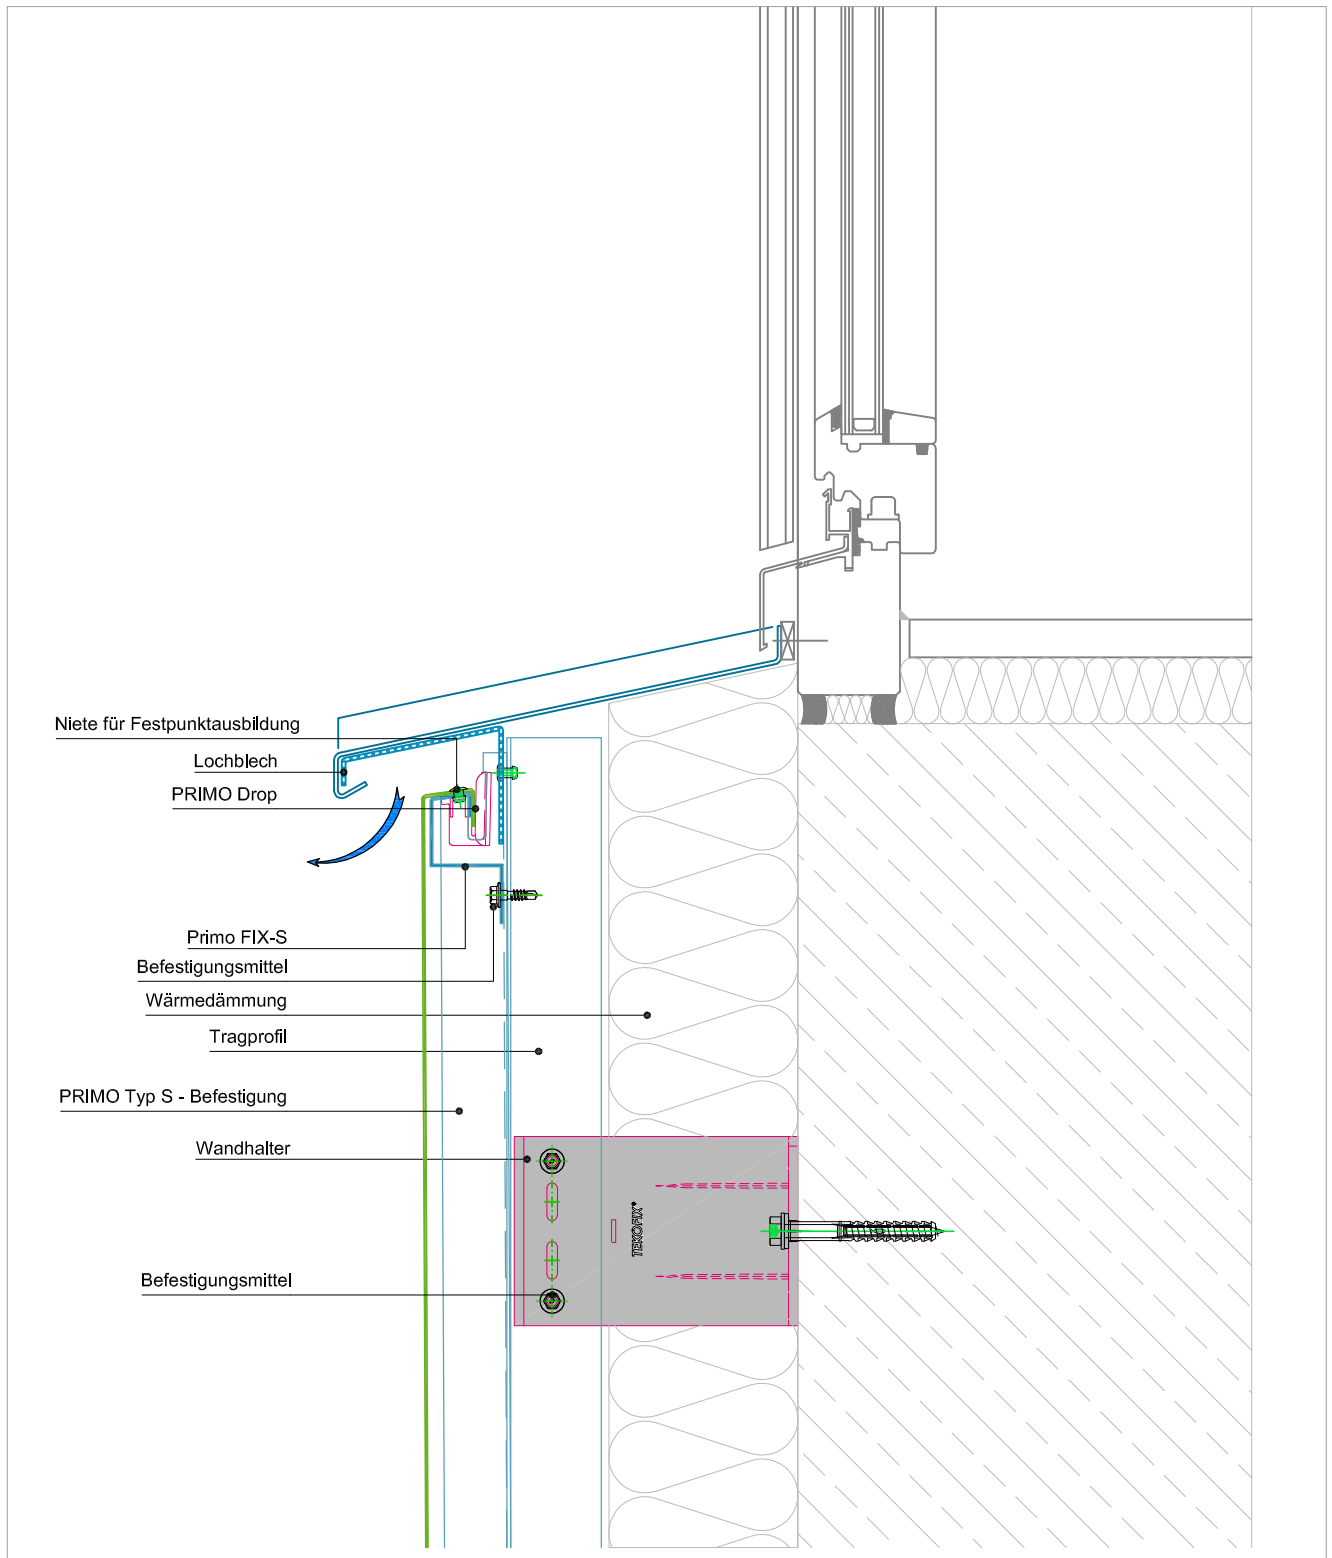 Niete für Festpunktausbildung
Lochblech
PRIMO Drop
Primo FIX-S
Befestigungsmittel
Wärmedämmung
Tragprofil
PRIMO Typ S - Befestigung
Wandhalter
TEKOFIX®
Befestigungsmittel